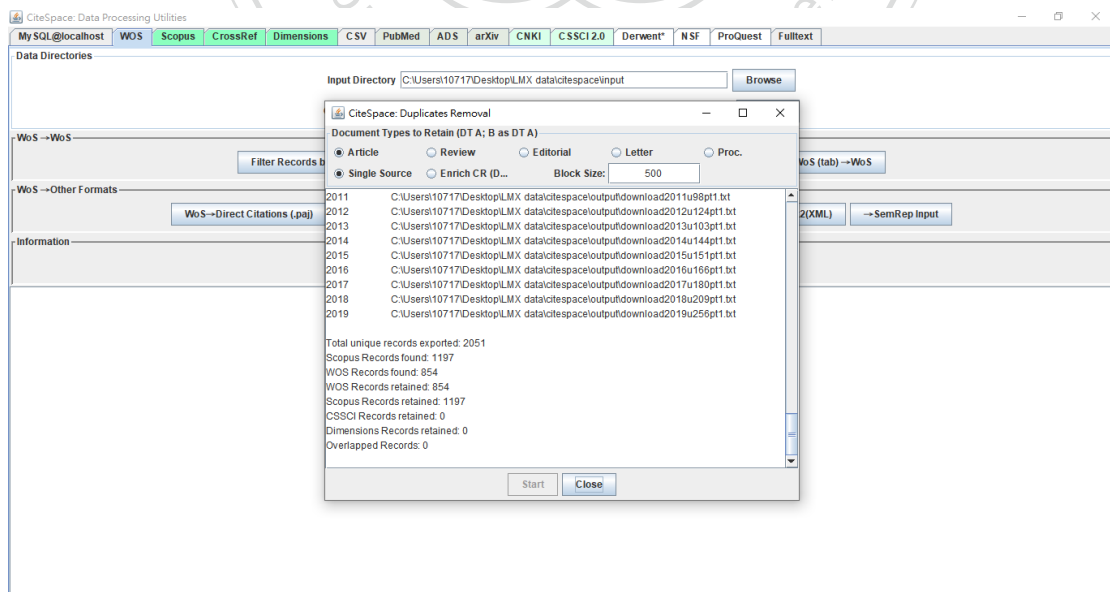 CiteSpace: Data Processing Utilities
MySQL@localhost WOS Scopus CrossRef Dimensions CSV PubMed ADS arXiv CNKI CSSCI 2.0 Derwent* NSF ProQuest Fulltext
Data Directories
Input Directory C:\Users\10717\Desktop\LMX data\citespace\input Browse
CiteSpace: Duplicates Removal
Document Types to Retain (DT A; B as DT A)
Article Review Editorial Letter Proc.
Single Source Enrich CR (D... Block Size: 500
WoS→WoS
Filter Records b
WoS (tab)→WoS
WoS→Other Formats
WoS→Direct Citations (.paj)
2(XML) →SemRep Input
Information
2011 C:\Users\10717\Desktop\LMX data\citespace\output\download2011u98pt1.txt
2012 C:\Users\10717\Desktop\LMX data\citespace\output\download2012u124pt1.txt
2013 C:\Users\10717\Desktop\LMX data\citespace\output\download2013u103pt1.txt
2014 C:\Users\10717\Desktop\LMX data\citespace\output\download2014u144pt1.txt
2015 C:\Users\10717\Desktop\LMX data\citespace\output\download2015u151pt1.txt
2016 C:\Users\10717\Desktop\LMX data\citespace\output\download2016u166pt1.txt
2017 C:\Users\10717\Desktop\LMX data\citespace\output\download2017u180pt1.txt
2018 C:\Users\10717\Desktop\LMX data\citespace\output\download2018u209pt1.txt
2019 C:\Users\10717\Desktop\LMX data\citespace\output\download2019u256pt1.txt
Total unique records exported: 2051
Scopus Records found: 1197
WOS Records found: 854
WOS Records retained: 854
Scopus Records retained: 1197
CSSCI Records retained: 0
Dimensions Records retained: 0
Overlapped Records: 0
Start Close